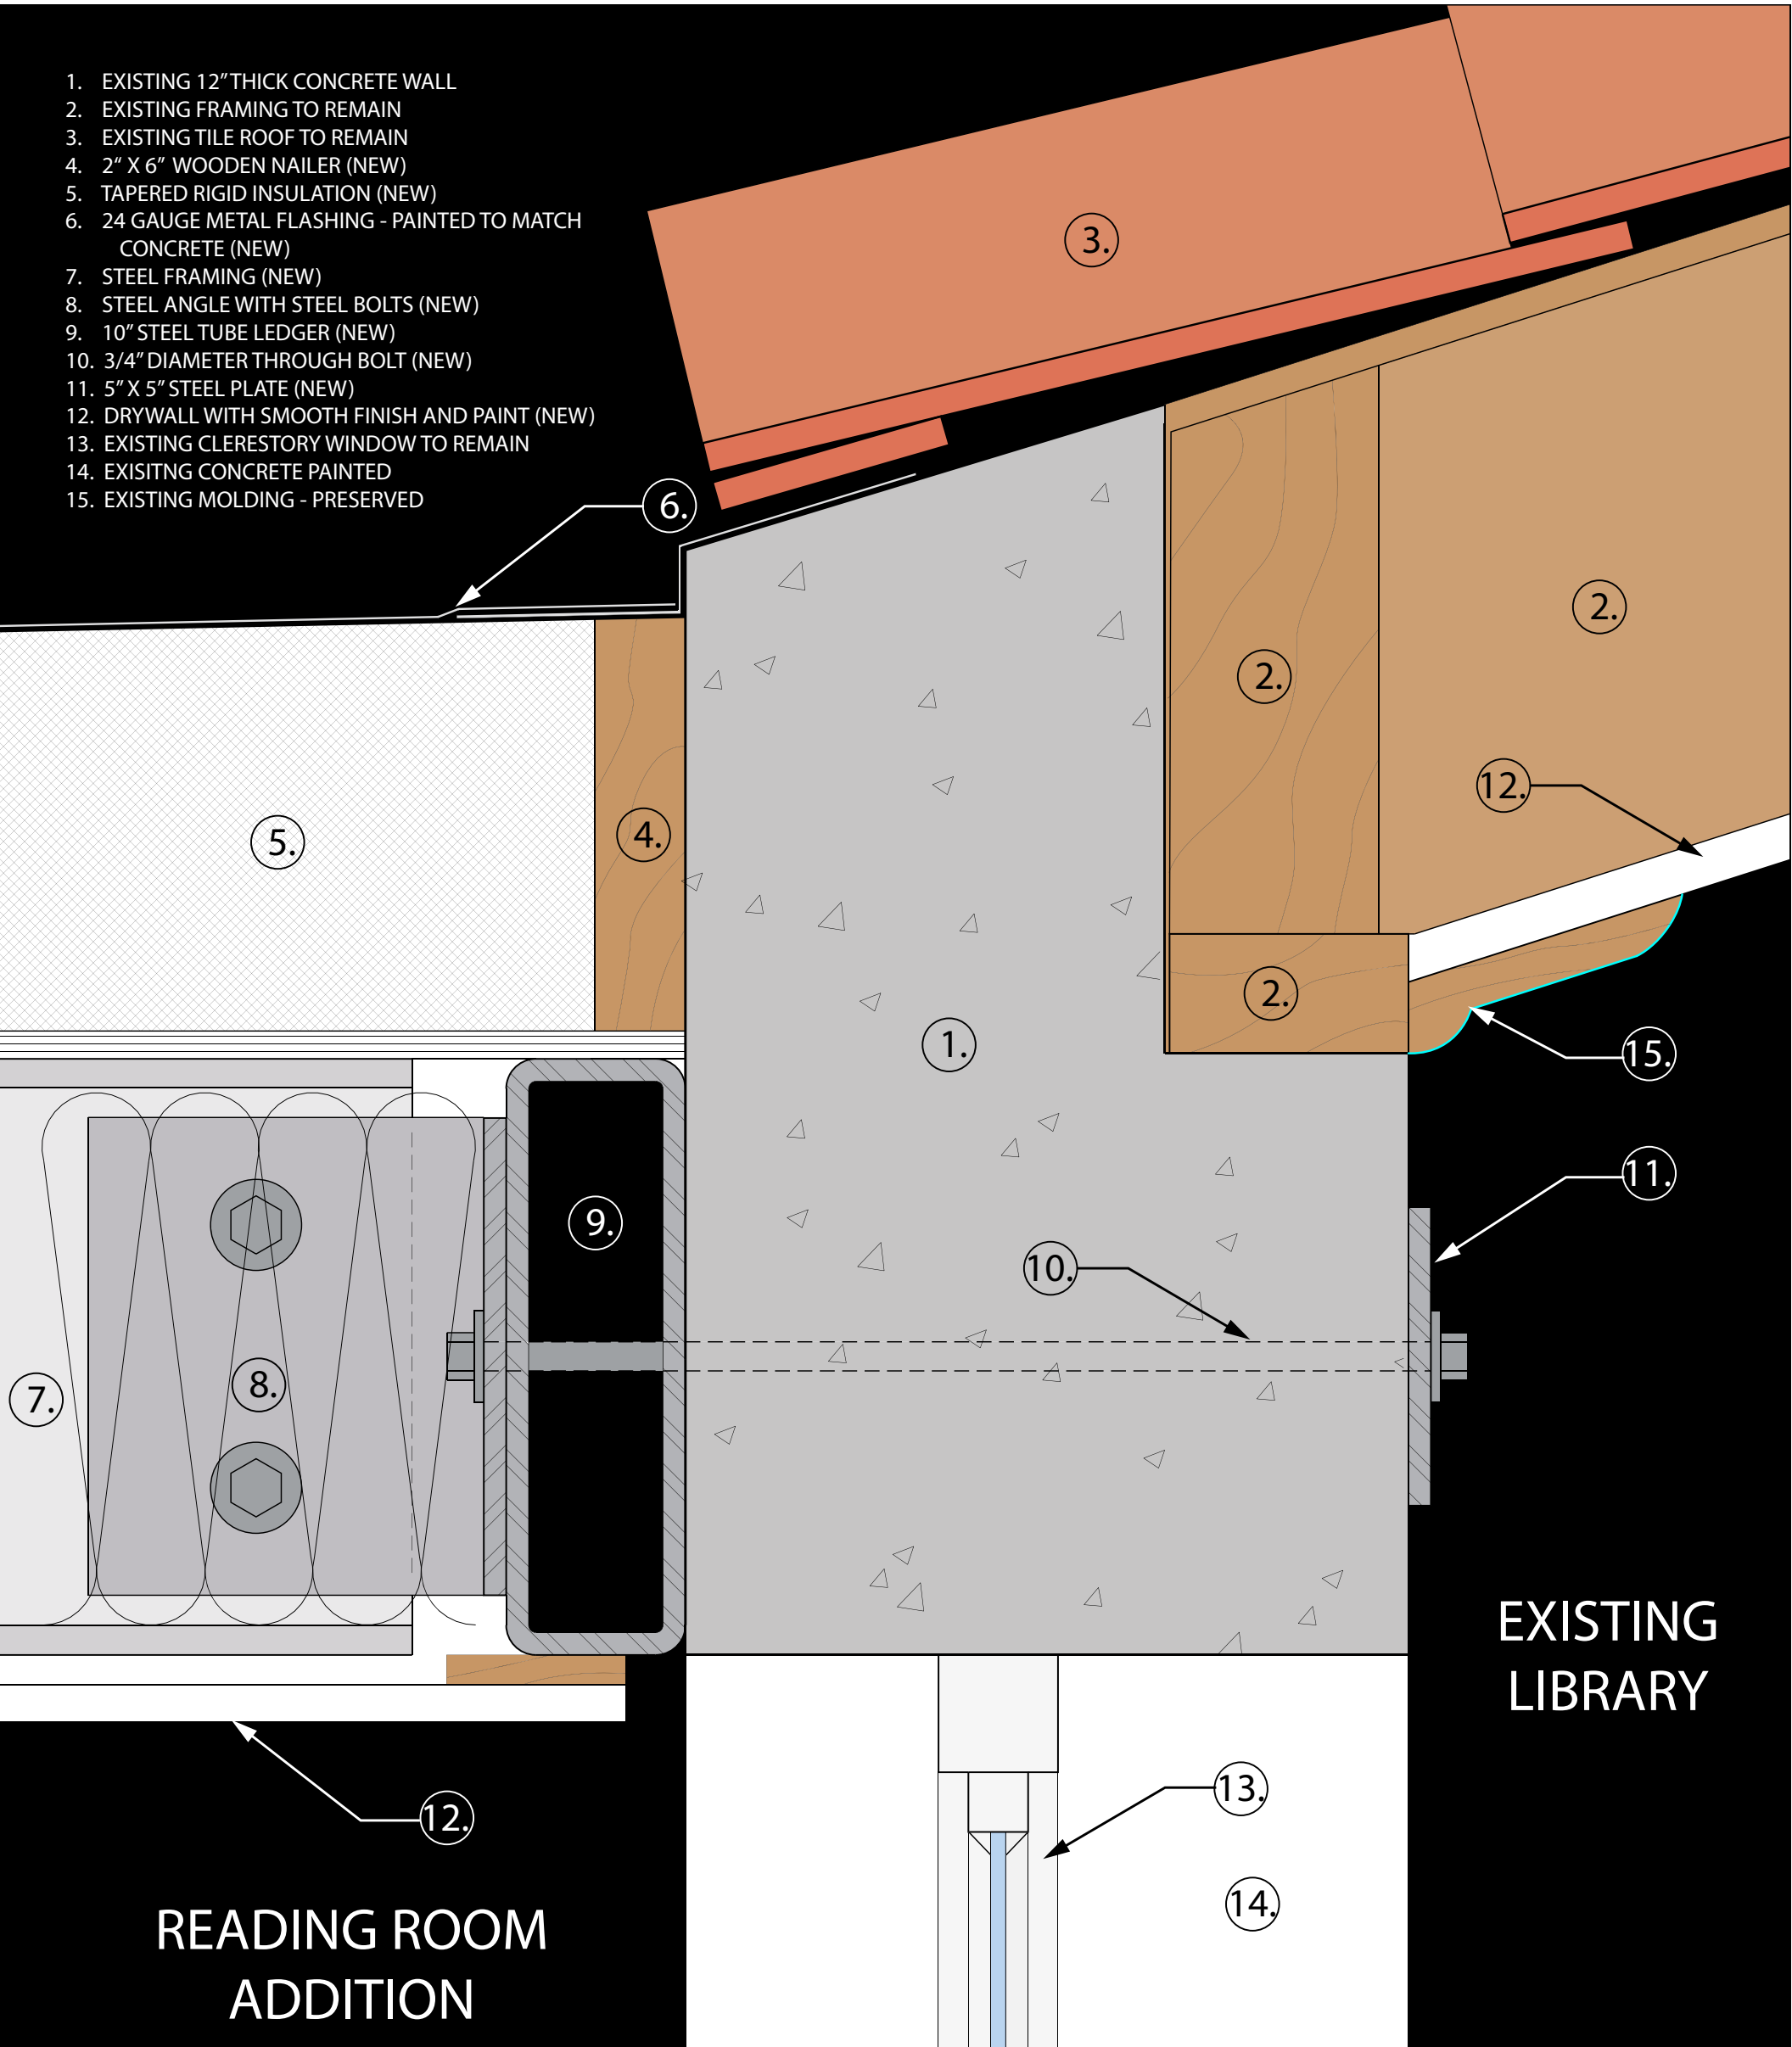 1. EXISTING 12” THICK CONCRETE WALL
2. EXISTING FRAMING TO REMAIN
3. EXISTING TILE ROOF TO REMAIN
4. 2“ X 6” WOODEN NAILER (NEW)
5. TAPERED RIGID INSULATION (NEW)
6. 24 GAUGE METAL FLASHING - PAINTED TO MATCH
CONCRETE (NEW)
7. STEEL FRAMING (NEW)
8. STEEL ANGLE WITH STEEL BOLTS (NEW)
9. 10” STEEL TUBE LEDGER (NEW)
10. 3/4” DIAMETER THROUGH BOLT (NEW)
11. 5” X 5” STEEL PLATE (NEW)
12. DRYWALL WITH SMOOTH FINISH AND PAINT (NEW)
13. EXISTING CLERESTORY WINDOW TO REMAIN
14. EXISITNG CONCRETE PAINTED
15. EXISTING MOLDING - PRESERVED
3.
6.
2.
2.
12.
5.
4.
2.
1.
15.
11.
9.
10.
7.
8.
EXISTING
LIBRARY
12.
13.
14.
READING ROOM
ADDITION